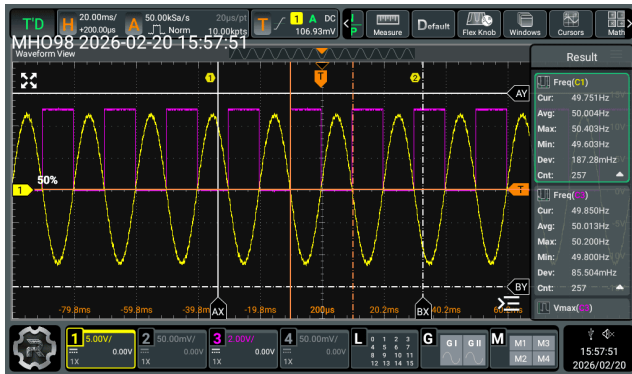 T'D H 20.00ms/ +200.00μs A 50.00kSa/s 20μs/pt Norm 10.00kpts T 1 A DC 106.93mV P Measure Default Flex Knob Windows Cursors Math
MHO98 2026-02-20 15:57:51
Waveform View
Result
1 T 2
AY
Freq(C1)
Cur: 49.751Hz
Avg: 50.004Hz
Max: 50.403Hz
Min: 49.603Hz
Dev: 187.28mHz
Cnt: 257
50%
1 T
Freq(C3)
Cur: 49.850Hz
Avg: 50.013Hz
Max: 50.200Hz
Min: 49.800Hz
Dev: 85.504mHz
Cnt: 257
BY
AX BX
-79.8ms -59.8ms -39.8m -19.8ms 200μs 20.2ms 40.2ms
Vmax(
1 5.00V/ 0.00V 1X
2 50.00mV/ 0.00V 1X
3 2.00V/ 0.00V 1X
4 50.00mV/ 0.00V 1X
L 0 1 2 3 4 5 6 7 8 9 10 11 12 13 14 15
G G I G II
M M1 M3 M2 M4
15:57:51
2026/02/20